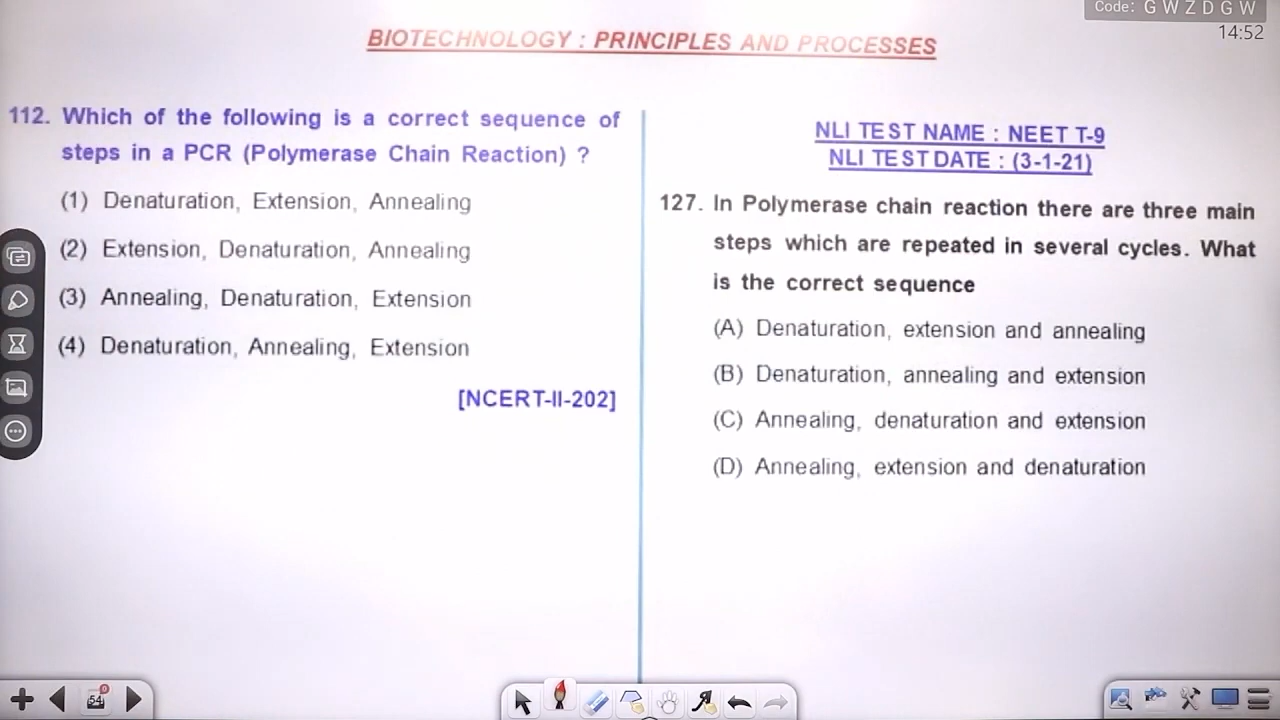 Code: G W Z D G W
14:52
BIOTECHNOLOGY : PRINCIPLES AND PROCESSES
112. Which of the following is a correct sequence of
steps in a PCR (Polymerase Chain Reaction) ?
(1) Denaturation, Extension, Annealing
(2) Extension, Denaturation, Annealing
(3) Annealing, Denaturation, Extension
(4) Denaturation, Annealing, Extension
[NCERT-II-202]
NLI TEST NAME : NEET T-9
NLI TEST DATE : (3-1-21)
127. In Polymerase chain reaction there are three main
steps which are repeated in several cycles. What
is the correct sequence
(A) Denaturation, extension and annealing
(B) Denaturation, annealing and extension
(C) Annealing, denaturation and extension
(D) Annealing, extension and denaturation